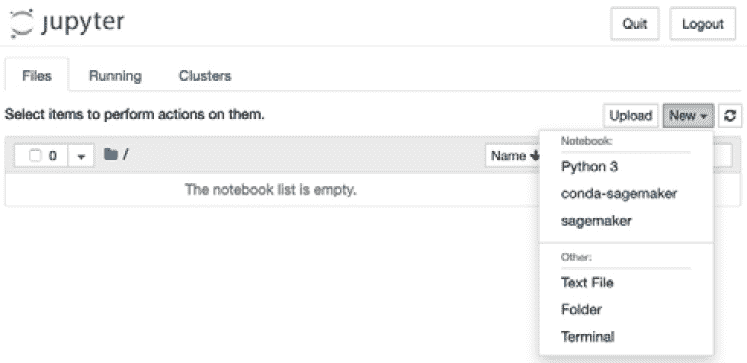 jupyter
Quit Logout
Files Running Clusters
Select items to perform actions on them.
Upload New
0 / Name
The notebook list is empty.
Notebook:
Python 3
conda-sagemaker
sagemaker
Other:
Text File
Folder
Terminal